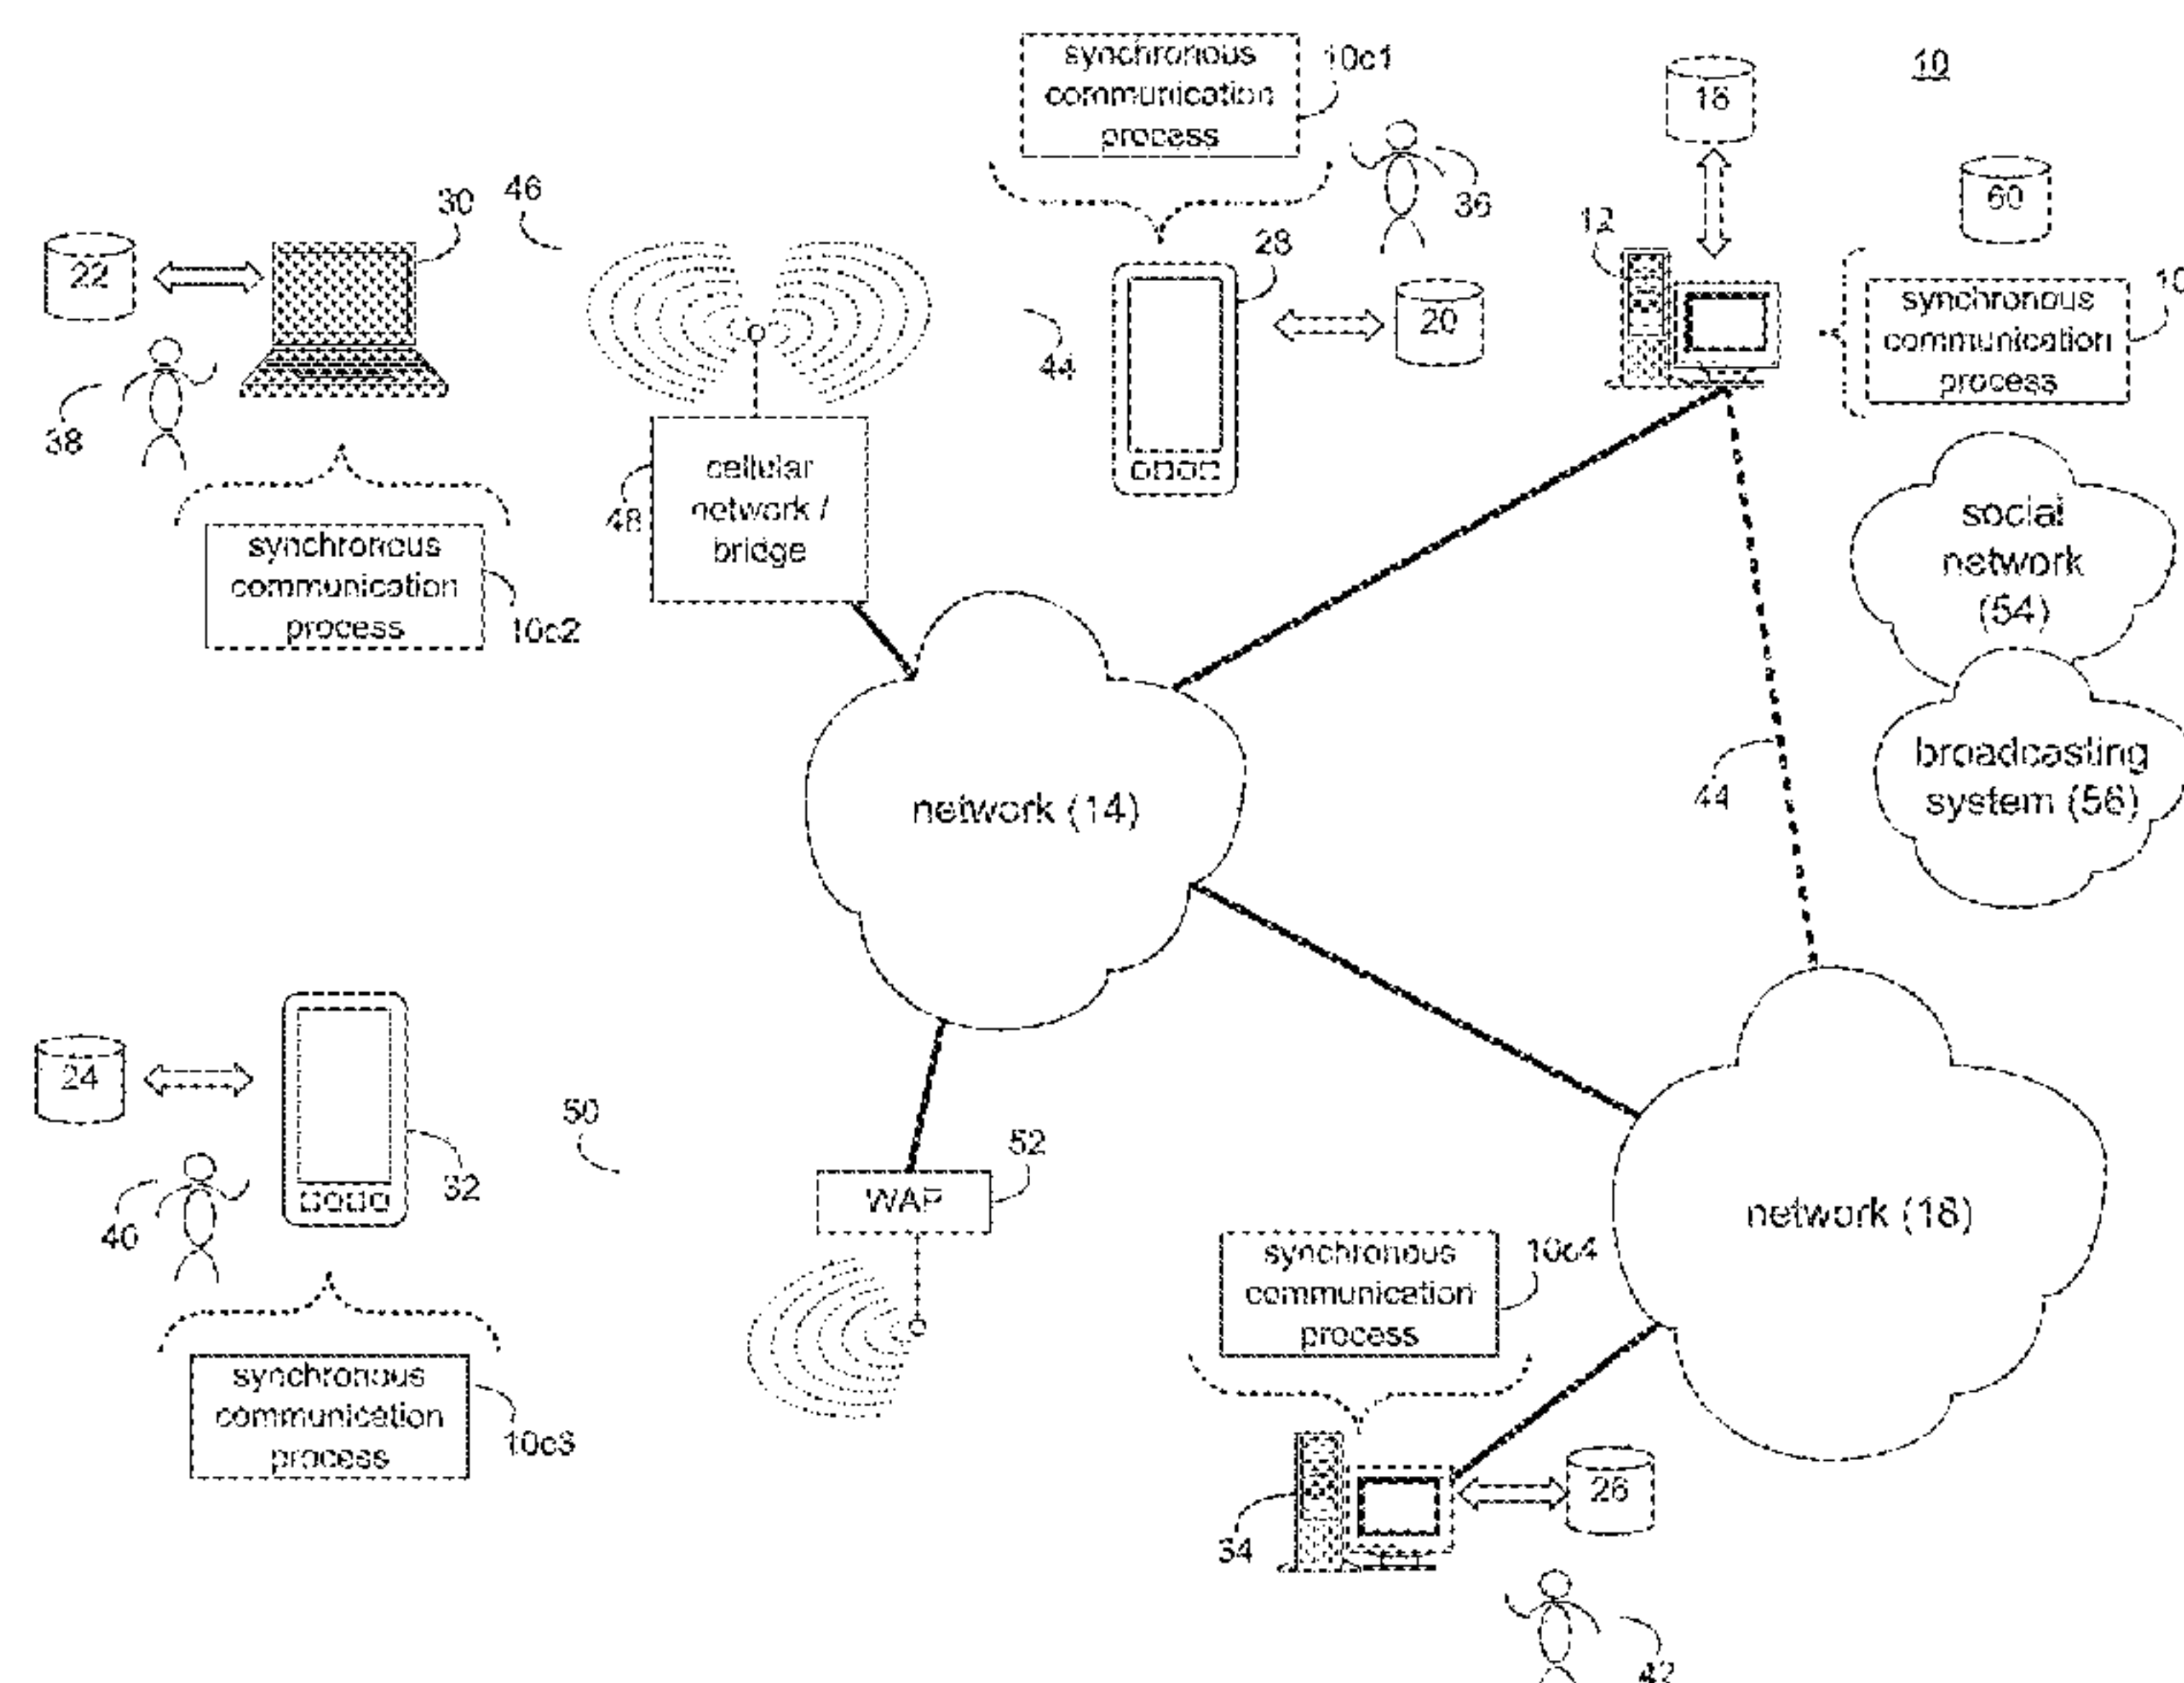 synchronous
communication
process
10c1
10
16
60
12
36
synchronous
communication
process
10
22
30
46
28
20
44
38
cellular
network /
bridge
48
synchronous
communication
process
10c2
social
network
(54)
broadcasting
system (56)
44
network (14)
24
32
50
40
52
WAP
network (18)
synchronous
communication
process
10c4
synchronous
communication
process
10c3
26
34
42